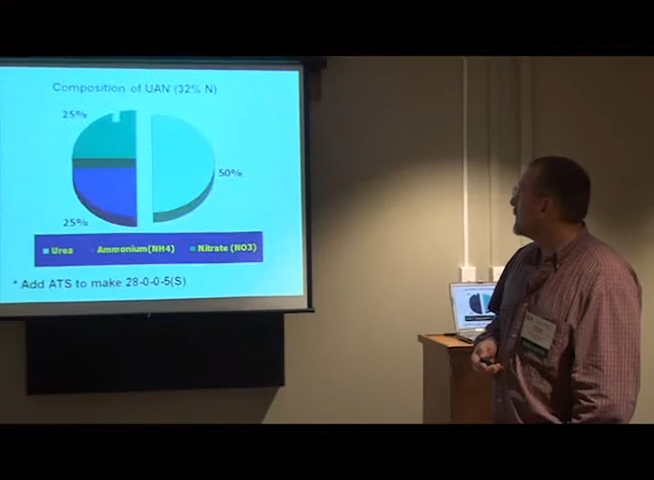 Composition of UAN (32% N)
25%
50%
25%
Urea Ammonium(NH4) Nitrate (NO3)
* Add ATS to make 28-0-0-5(S)